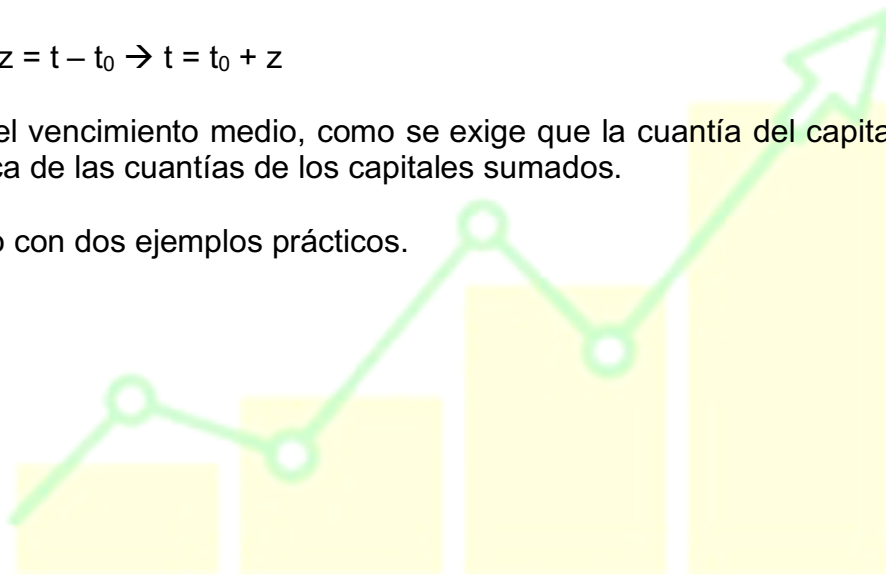 z = t – t₀ → t = t₀ + z
el vencimiento medio, como se exige que la cuantía del capita
ca de las cuantías de los capitales sumados.
o con dos ejemplos prácticos.